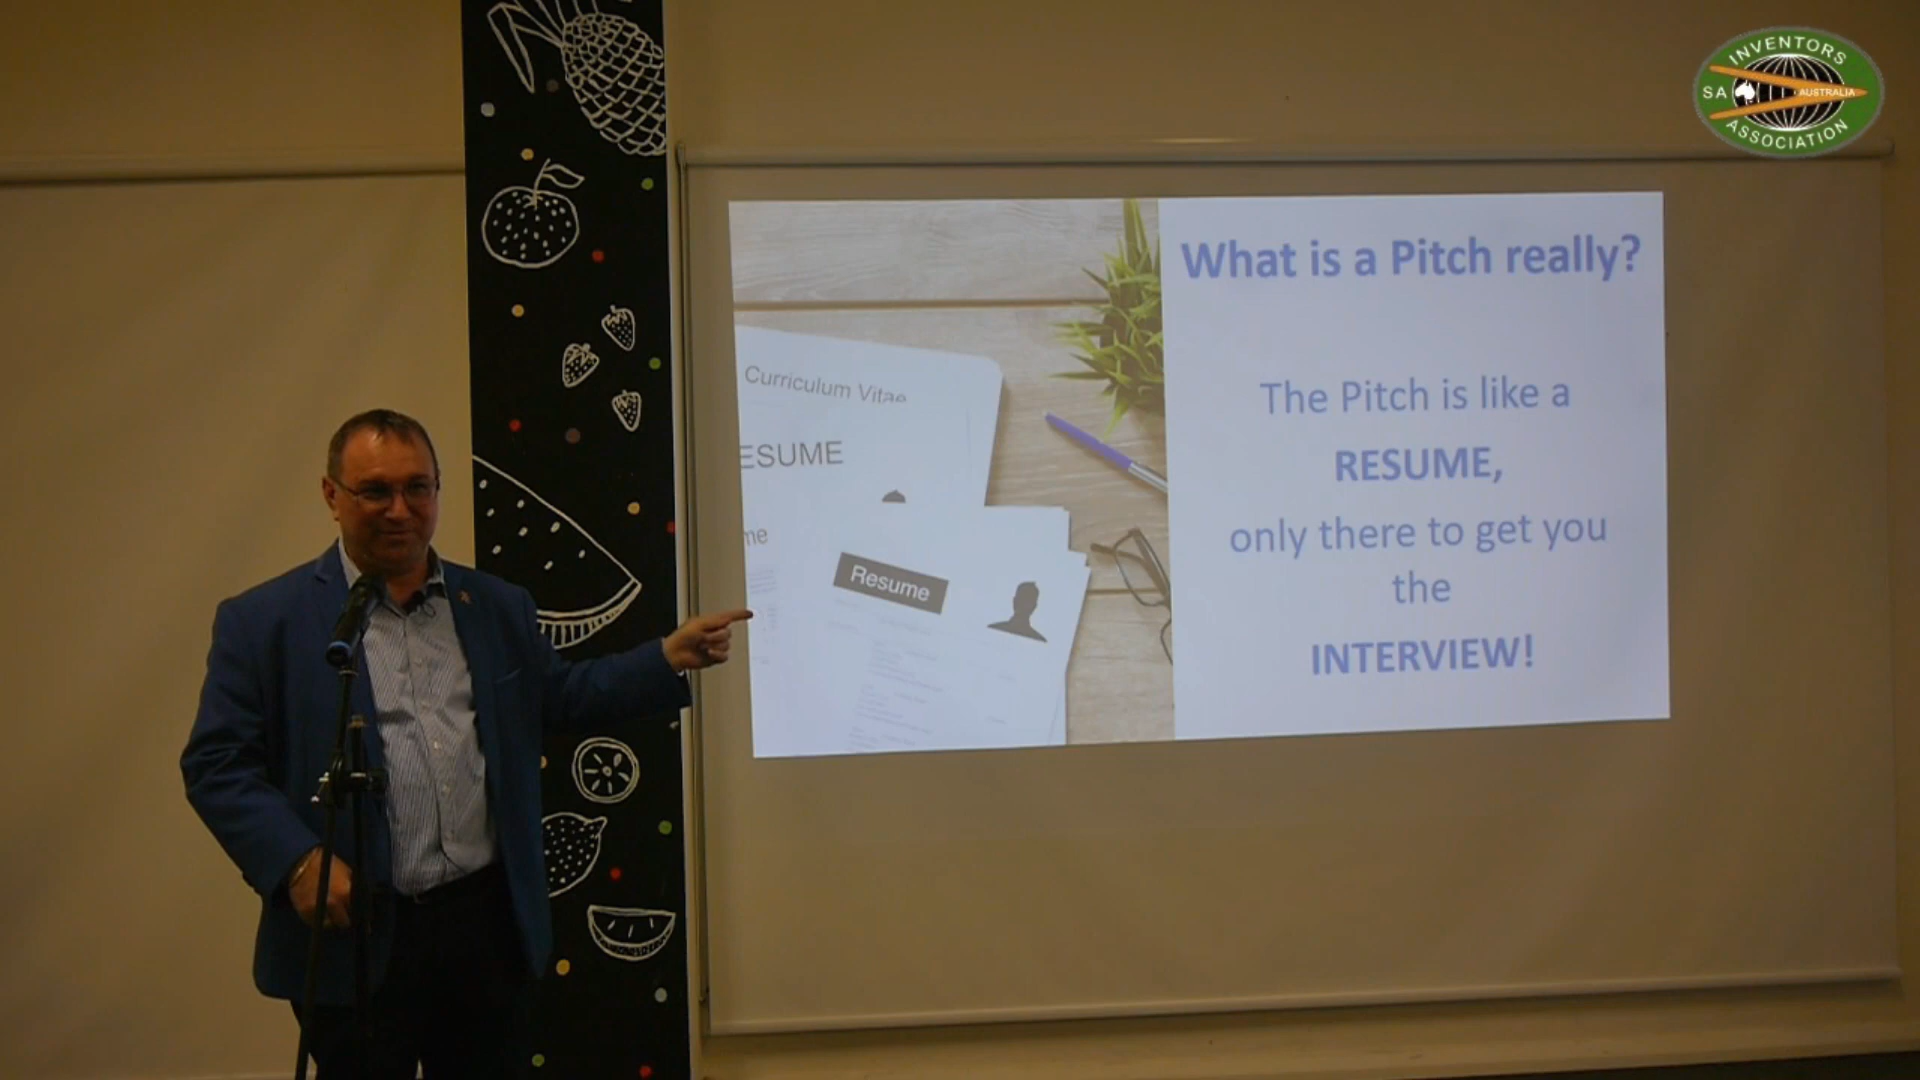 INVENTORS
SA AUSTRALIA
ASSOCIATION
What is a Pitch really?
The Pitch is like a
RESUME,
only there to get you
the
INTERVIEW!
Curriculum Vitae
ESUME
me
Resume